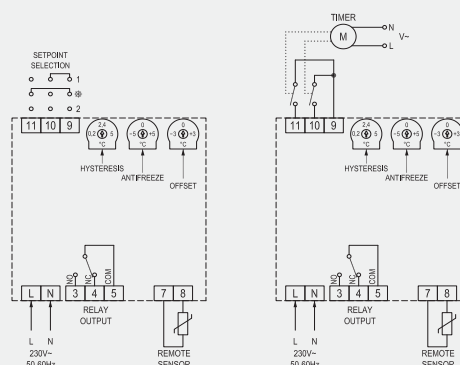 SETPOINT
SELECTION
1
2
11 10 9
2,4
0,2 5
°C
0
-5 +5
°C
0
-3 +3
°C
HYSTERESIS
ANTIFREEZE
OFFSET
NO NC COM
L N 3 4 5 7 8
RELAY
OUTPUT
L N
230V~
50-60Hz
REMOTE
SENSOR
TIMER
M
N
V~
L
11 10 9
2,4
0,2 5
°C
0
-5 +5
°C
0
-3 +3
°C
HYSTERESIS
ANTIFREEZE
OFFSET
NO NC COM
L N 3 4 5 7 8
RELAY
OUTPUT
L N
230V~
50-60Hz
REMOTE
SENSOR